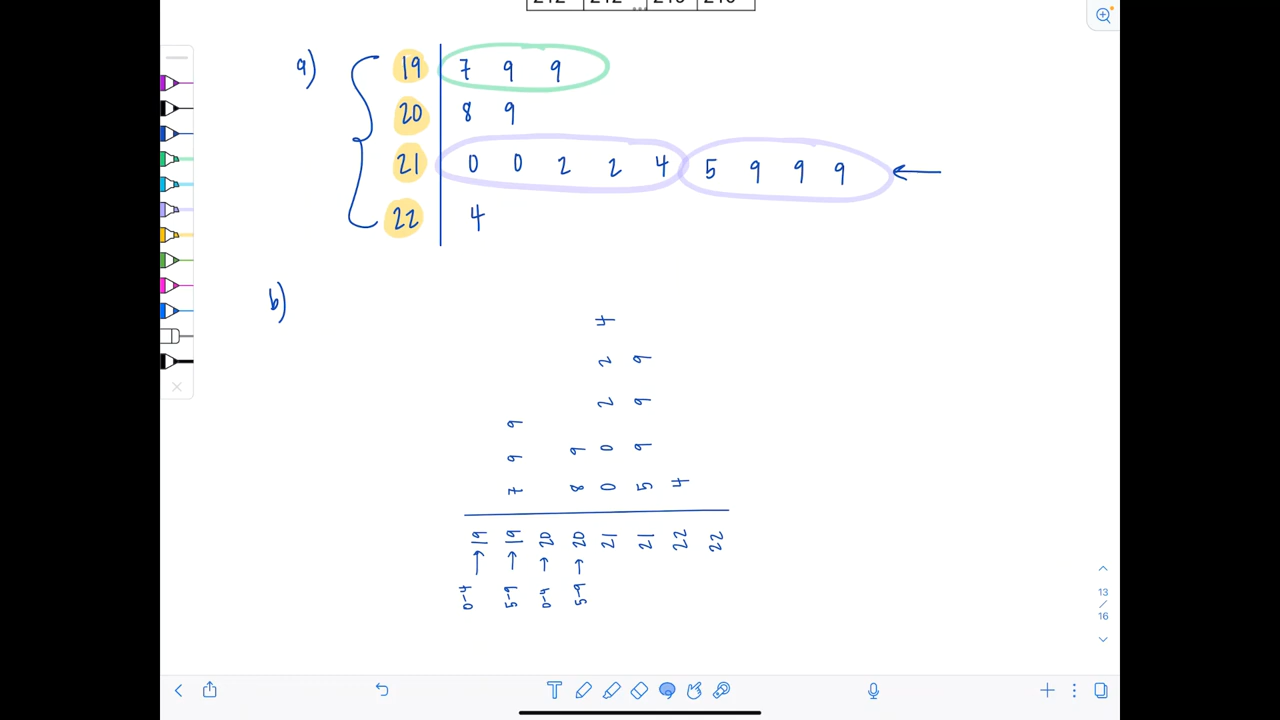 a) 19 7 9 9
20 8 9
21 0 0 2 2 4 5 9 9 9 ←
22 4
b)
4
2 9
2 9
9
9 9 0 9
7 8 0 5 4
19 19 20 20 21 21 22 22
0-4 → 5-9 → 0-4 → 5-9 →
13
/
16